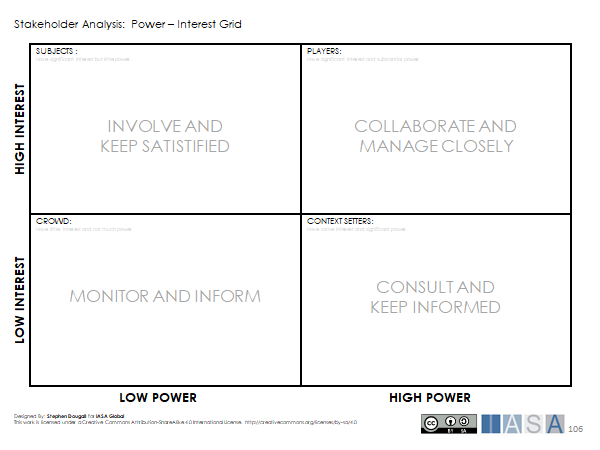 Stakeholder Analysis: Power – Interest Grid
SUBJECTS :
Have significant interest but little power
INVOLVE AND
KEEP SATISTIFIED
PLAYERS:
Have significant interest and substantial power
COLLABORATE AND
MANAGE CLOSELY
HIGH INTEREST
CROWD:
Have little interest and not much power
MONITOR AND INFORM
CONTEXT SETTERS:
Have some interest and significant power
CONSULT AND
KEEP INFORMED
LOW INTEREST
LOW POWER
HIGH POWER
Designed By: Stephen Dougall for IASA Global
This work is licensed under a Creative Commons Attribution-ShareAlike 4.0 International License. http://creativecommons.org/licenses/by-sa/4.0
cc
BY SA
IASA
106